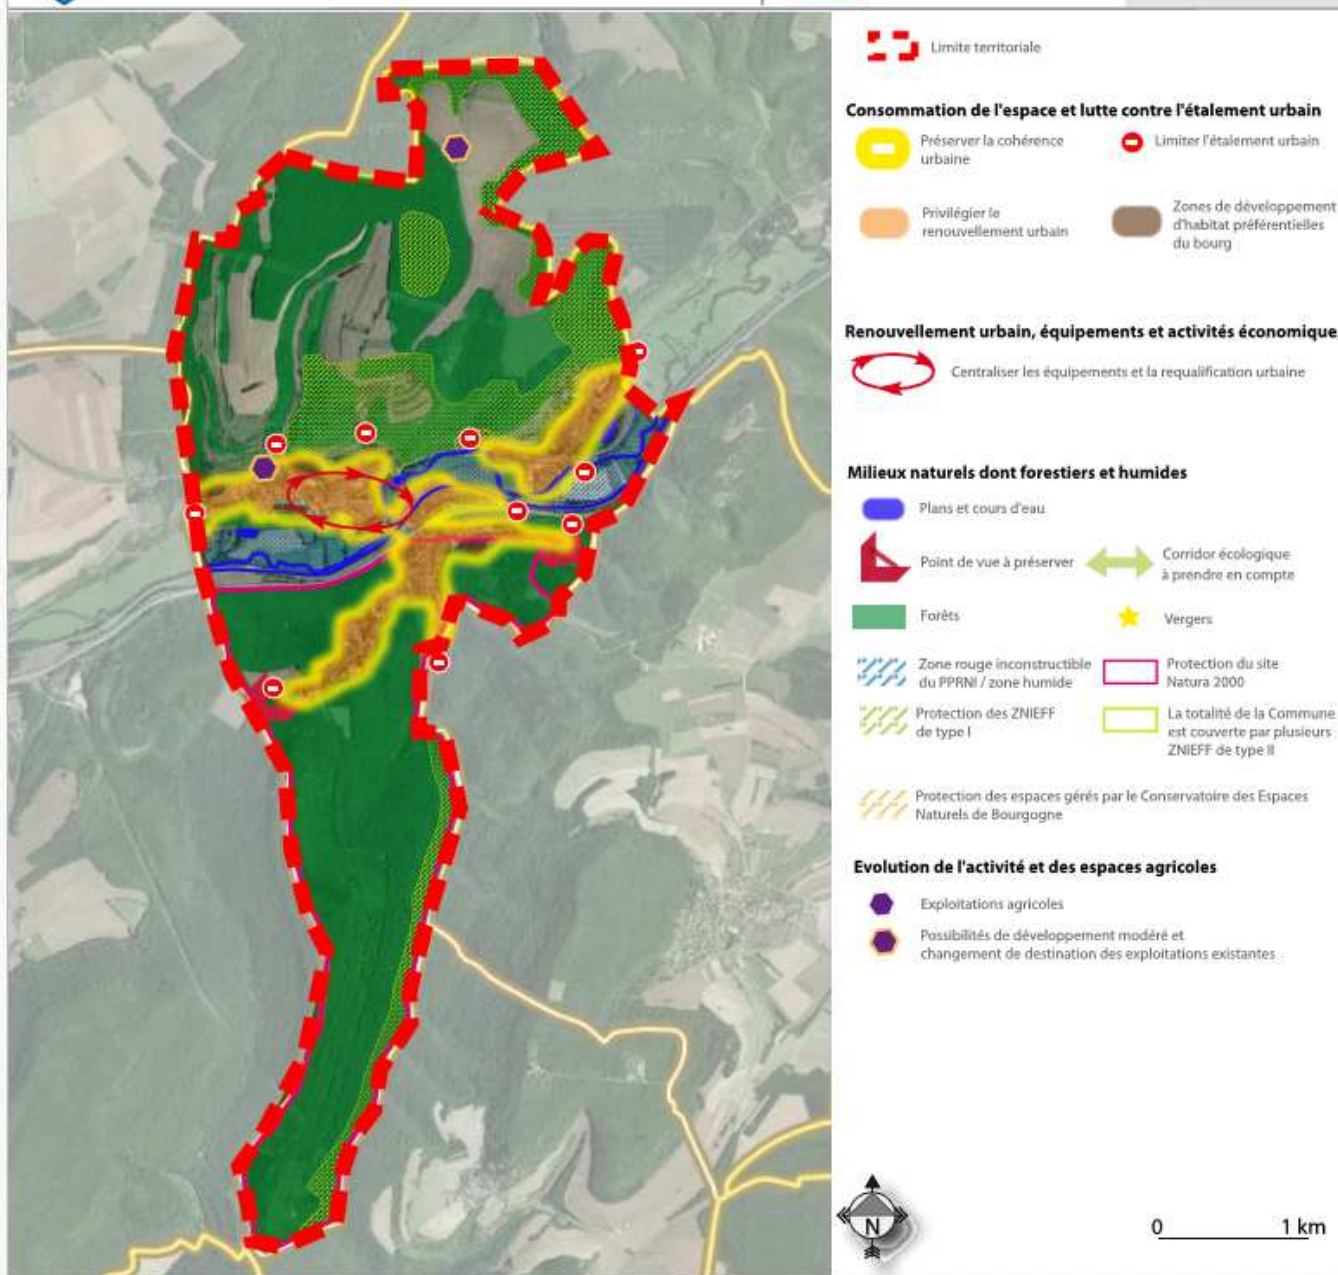 Limite territoriale
Consommation de l'espace et lutte contre l'étalement urbain
Préserver la cohérence
urbaine
Limiter l'étalement urbain
Privilégier le
renouvellement urbain
Zones de développement
d'habitat préférentielles
du bourg
Renouvellement urbain, équipements et activités économique
Centraliser les équipements et la requalification urbaine
Milieux naturels dont forestiers et humides
Plans et cours d'eau
Point de vue à préserver
Corridor écologique
à prendre en compte
Forêts
Vergers
Zone rouge inconstructible
du PPRNI / zone humide
Protection du site
Natura 2000
Protection des ZNIEFF
de type I
La totalité de la Commune
est couverte par plusieurs
ZNIEFF de type II
Protection des espaces gérés par le Conservatoire des Espaces
Naturels de Bourgogne
Evolution de l'activité et des espaces agricoles
Exploitations agricoles
Possibilités de développement modéré et
changement de destination des exploitations existantes
N
0 1 km